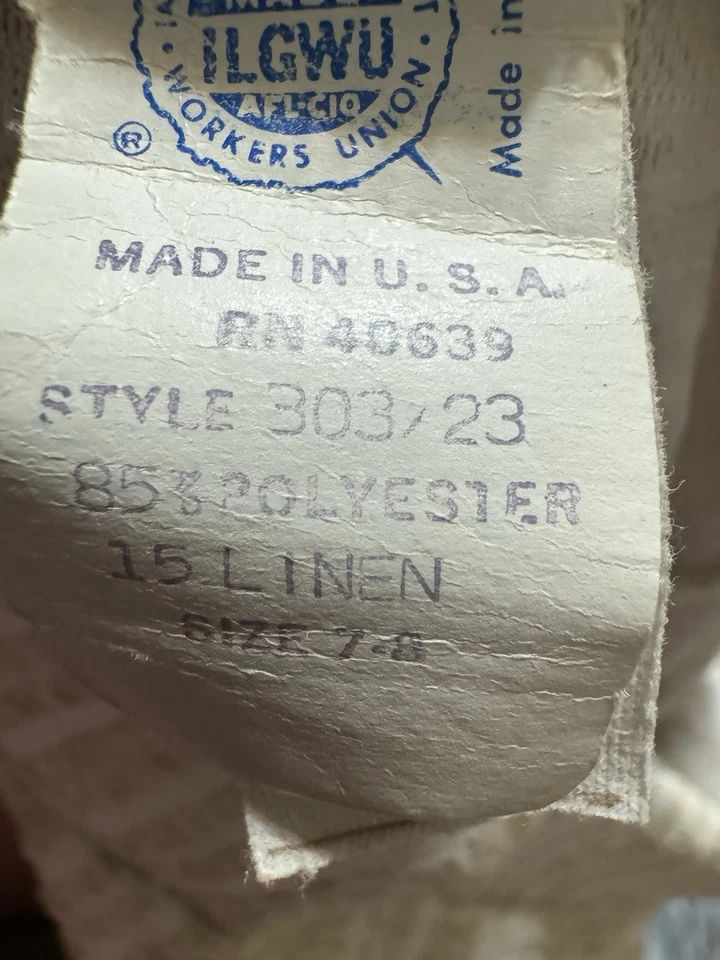 MADE
ILGWU
AFL-CIO
WORKERS UNION
®
Made in
MADE IN U. S. A.
RN 40639
STYLE 303/23
85% POLYESTER
15 LINEN
SIZE 7-8